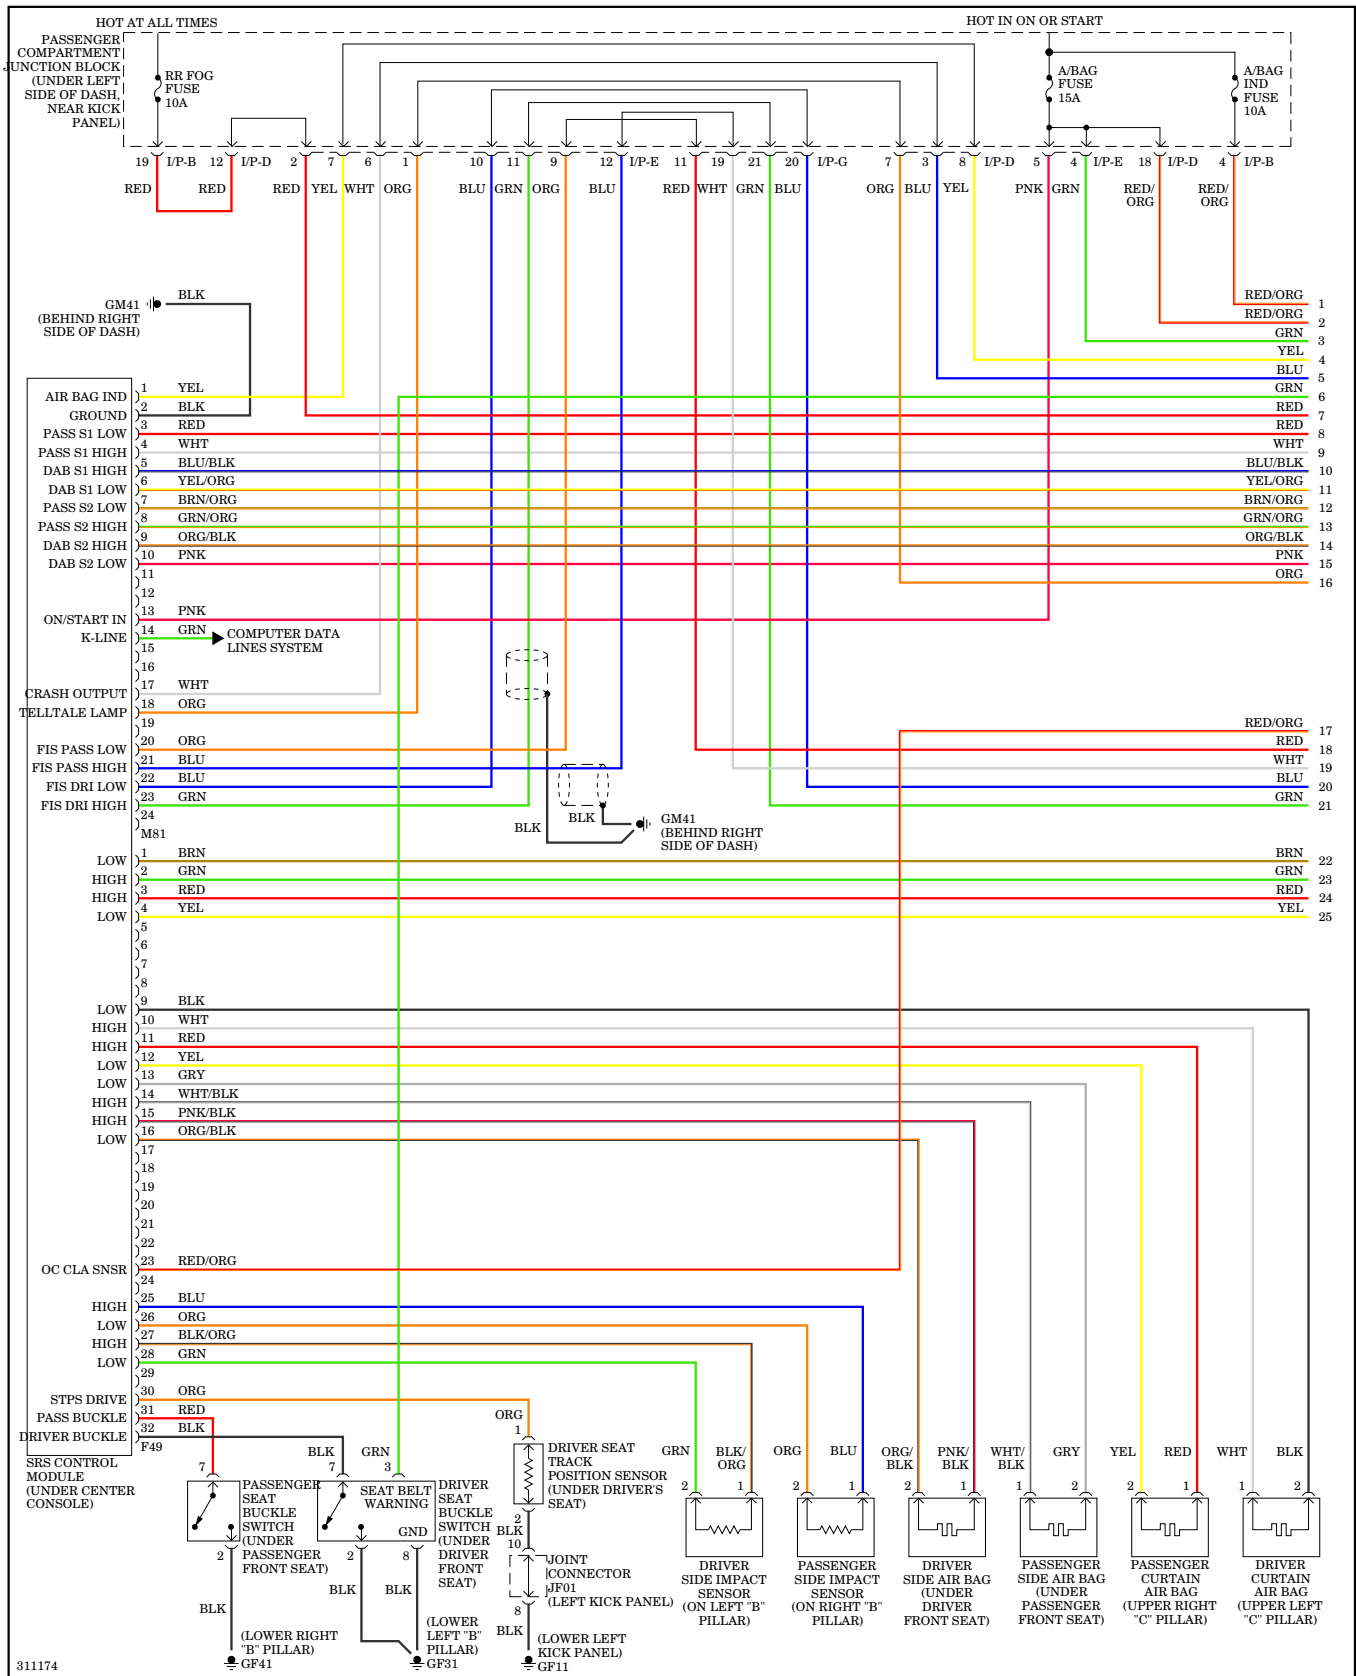 HOT AT ALL TIMES
HOT IN ON OR START
PASSENGER
COMPARTMENT
JUNCTION BLOCK
(UNDER LEFT
SIDE OF DASH,
NEAR KICK
PANEL)
RR FOG
FUSE
10A
A/BAG
FUSE
15A
A/BAG
IND
FUSE
10A
19 I/P-B 12 I/P-D 2 7 6 1 10 11 9 12 I/P-E 11 19 21 20 I/P-G 7 3 8 I/P-D 5 4 I/P-E 18 I/P-D 4 I/P-B
RED RED RED YEL WHT ORG BLU GRN ORG BLU RED WHT GRN BLU ORG BLU YEL PNK GRN RED/ RED/
ORG ORG
GM41
(BEHIND RIGHT
SIDE OF DASH)
BLK
RED/ORG 1
RED/ORG 2
GRN 3
YEL 4
BLU 5
GRN 6
RED 7
RED 8
WHT 9
BLU/BLK 10
YEL/ORG 11
BRN/ORG 12
GRN/ORG 13
ORG/BLK 14
PNK 15
ORG 16
AIR BAG IND 1 YEL
GROUND 2 BLK
PASS S1 LOW 3 RED
PASS S1 HIGH 4 WHT
DAB S1 HIGH 5 BLU/BLK
DAB S1 LOW 6 YEL/ORG
PASS S2 LOW 7 BRN/ORG
PASS S2 HIGH 8 GRN/ORG
DAB S2 HIGH 9 ORG/BLK
DAB S2 LOW 10 PNK
11
12
ON/START IN 13 PNK
K-LINE 14 GRN
COMPUTER DATA
LINES SYSTEM
15
16
CRASH OUTPUT 17 WHT
TELLTALE LAMP 18 ORG
19
FIS PASS LOW 20 ORG
FIS PASS HIGH 21 BLU
FIS DRI LOW 22 BLU
FIS DRI HIGH 23 GRN
24
M81
RED/ORG 17
RED 18
WHT 19
BLU 20
GRN 21
BLK
BLK
GM41
(BEHIND RIGHT
SIDE OF DASH)
LOW 1 BRN BRN 22
HIGH 2 GRN GRN 23
HIGH 3 RED RED 24
LOW 4 YEL YEL 25
5
6
7
8
LOW 9 BLK
HIGH 10 WHT
HIGH 11 RED
LOW 12 YEL
LOW 13 GRY
HIGH 14 WHT/BLK
HIGH 15 PNK/BLK
LOW 16 ORG/BLK
17
18
19
20
21
22
OC CLA SNSR 23 RED/ORG
24
HIGH 25 BLU
LOW 26 ORG
HIGH 27 BLK/ORG
LOW 28 GRN
29
STPS DRIVE 30 ORG
PASS BUCKLE 31 RED
DRIVER BUCKLE 32 BLK
F49
SRS CONTROL
MODULE
(UNDER CENTER
CONSOLE)
7
PASSENGER
SEAT
BUCKLE
SWITCH
(UNDER
PASSENGER
FRONT SEAT)
2
BLK
(LOWER RIGHT
"B" PILLAR)
GF41
BLK GRN
7 3
SEAT BELT
WARNING
GND
DRIVER
SEAT
BUCKLE
SWITCH
(UNDER
DRIVER
FRONT
SEAT)
2 8
BLK BLK
(LOWER
LEFT "B"
PILLAR)
GF31
ORG
1
DRIVER SEAT
TRACK
POSITION SENSOR
(UNDER DRIVER'S
SEAT)
2
BLK
10
JOINT
CONNECTOR
JF01
(LEFT KICK PANEL)
8
BLK
(LOWER LEFT
KICK PANEL)
GF11
GRN BLK/
ORG
2 1
DRIVER
SIDE IMPACT
SENSOR
(ON LEFT "B"
PILLAR)
ORG BLU
2 1
PASSENGER
SIDE IMPACT
SENSOR
(ON RIGHT "B"
PILLAR)
ORG/ PNK/
BLK BLK
2 1
DRIVER
SIDE AIR BAG
(UNDER
DRIVER
FRONT SEAT)
WHT/ GRY
BLK
1 2
PASSENGER
SIDE AIR BAG
(UNDER
PASSENGER
FRONT SEAT)
YEL RED
2 1
PASSENGER
CURTAIN
AIR BAG
(UPPER RIGHT
"C" PILLAR)
WHT BLK
1 2
DRIVER
CURTAIN
AIR BAG
(UPPER LEFT
"C" PILLAR)
311174